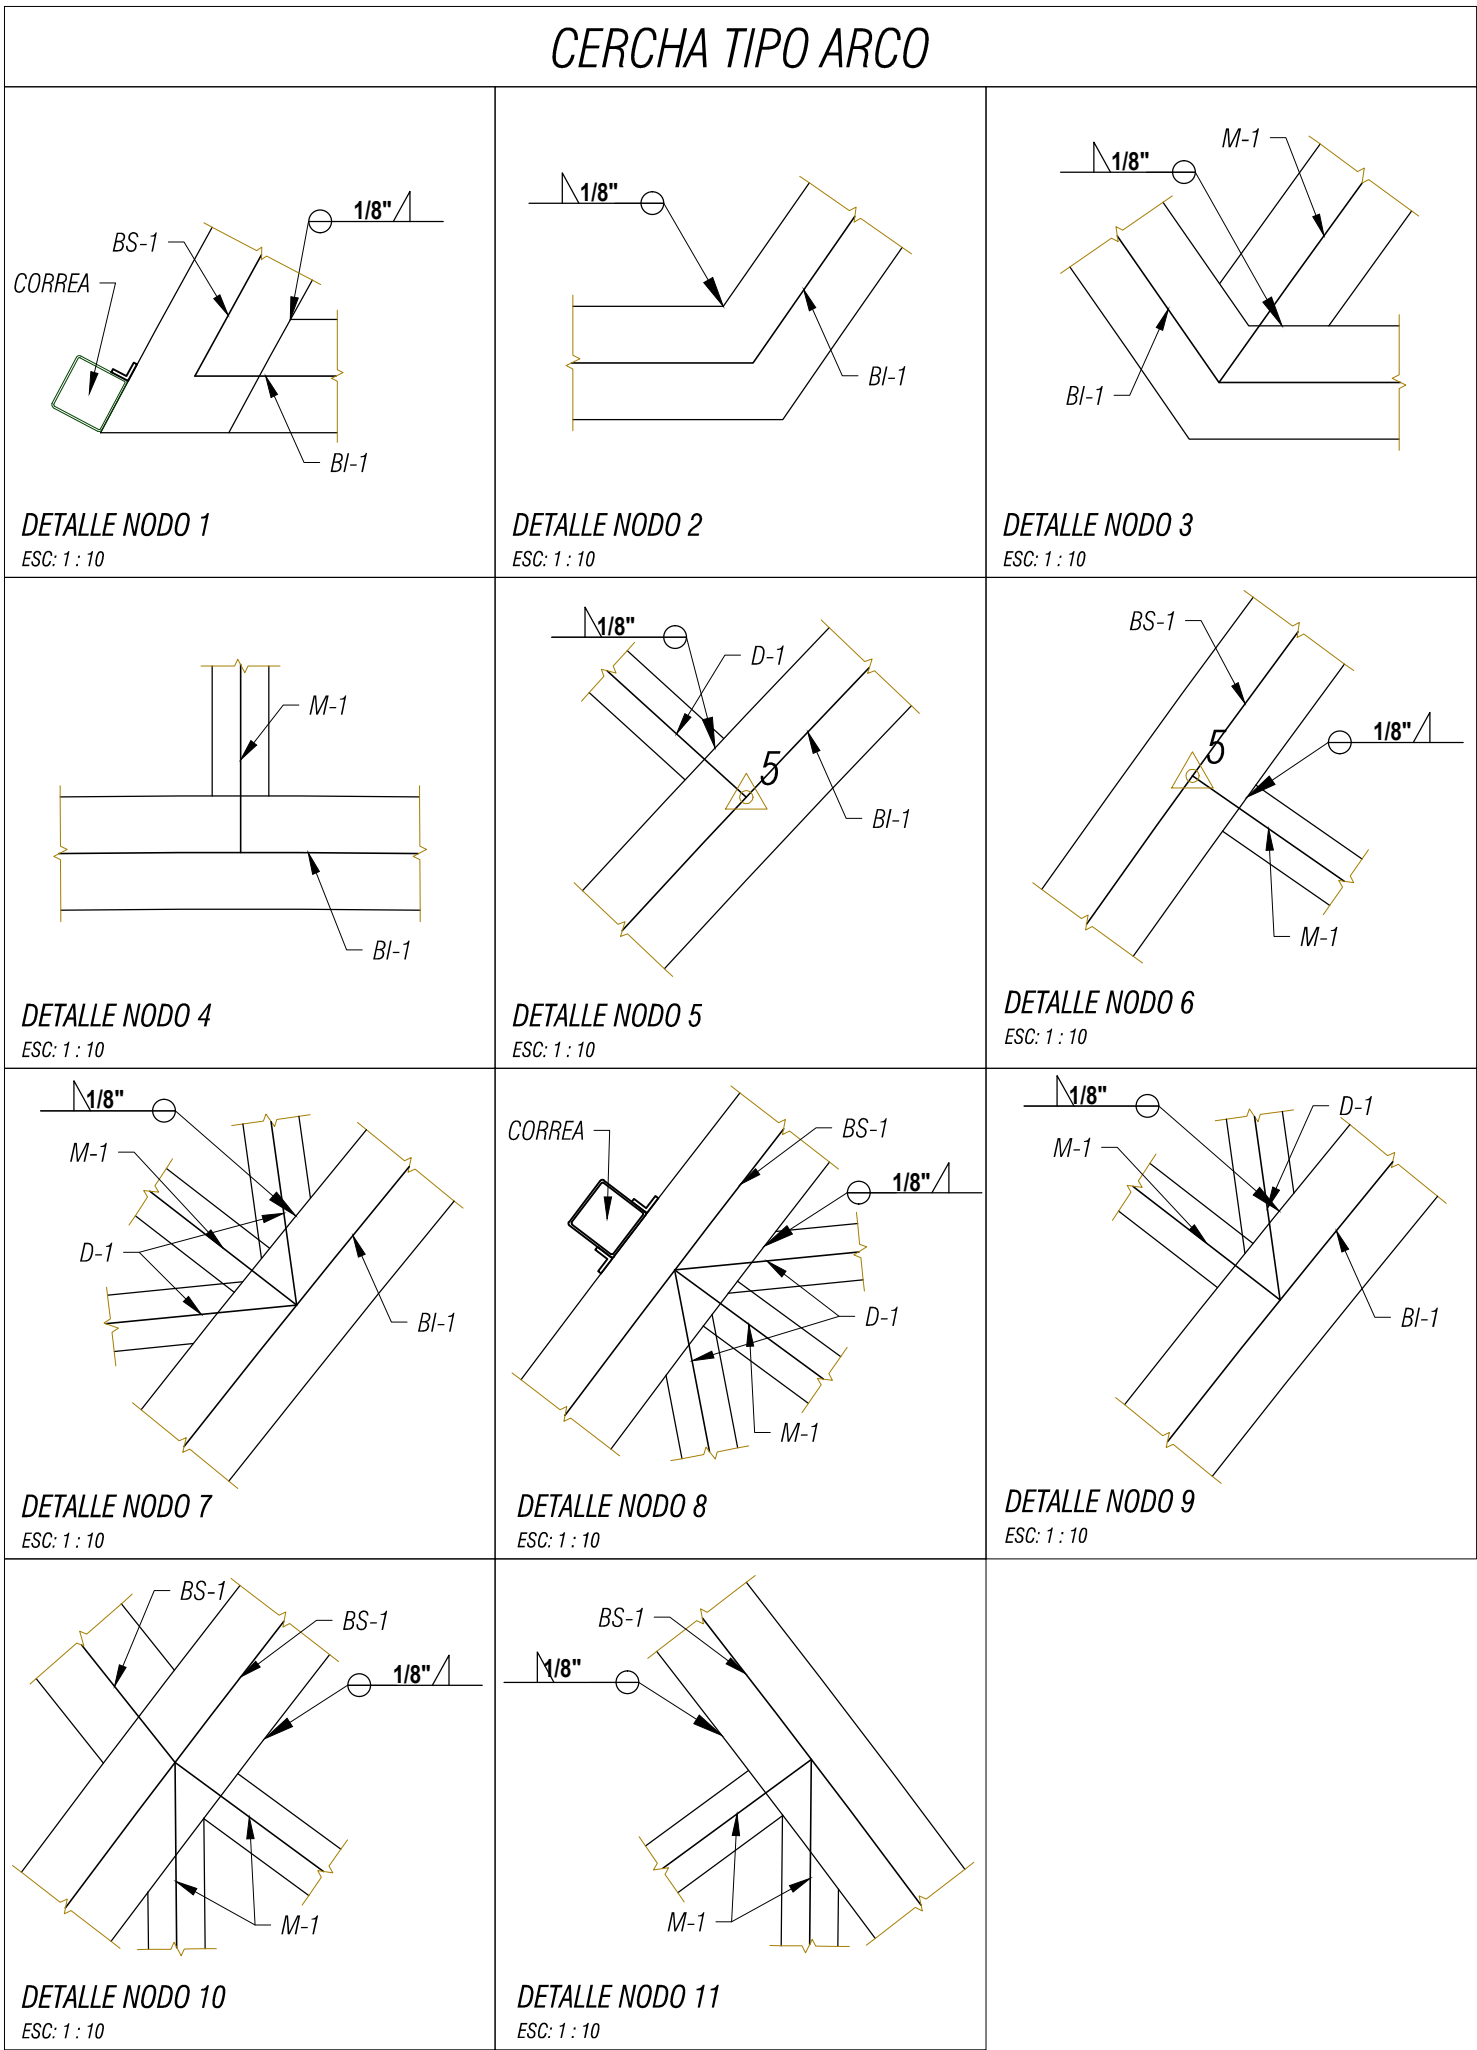 CERCHA TIPO ARCO
1/8"
BS-1
CORREA
BI-1
DETALLE NODO 1
ESC: 1 : 10
1/8"
BI-1
DETALLE NODO 2
ESC: 1 : 10
M-1
1/8"
BI-1
DETALLE NODO 3
ESC: 1 : 10
M-1
BI-1
DETALLE NODO 4
ESC: 1 : 10
1/8"
D-1
5
BI-1
DETALLE NODO 5
ESC: 1 : 10
BS-1
5
1/8"
M-1
DETALLE NODO 6
ESC: 1 : 10
1/8"
M-1
D-1
BI-1
DETALLE NODO 7
ESC: 1 : 10
CORREA
BS-1
1/8"
D-1
M-1
DETALLE NODO 8
ESC: 1 : 10
1/8"
D-1
M-1
BI-1
DETALLE NODO 9
ESC: 1 : 10
BS-1
BS-1
1/8"
M-1
DETALLE NODO 10
ESC: 1 : 10
BS-1
1/8"
M-1
DETALLE NODO 11
ESC: 1 : 10